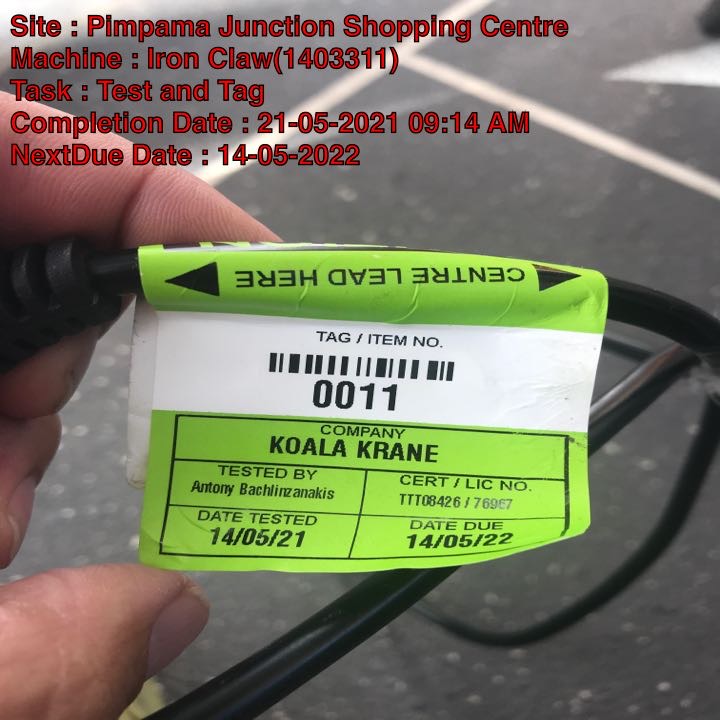 Site : Pimpama Junction Shopping Centre
Machine : Iron Claw(1403311)
Task : Test and Tag
Completion Date : 21-05-2021 09:14 AM
NextDue Date : 14-05-2022
CENTRE LEAD HERE
TAG / ITEM NO.
0011
COMPANY
KOALA KRANE
TESTED BY
Antony Bachlinzanakis
CERT / LIC NO.
TTT08426 / 76967
DATE TESTED
14/05/21
DATE DUE
14/05/22